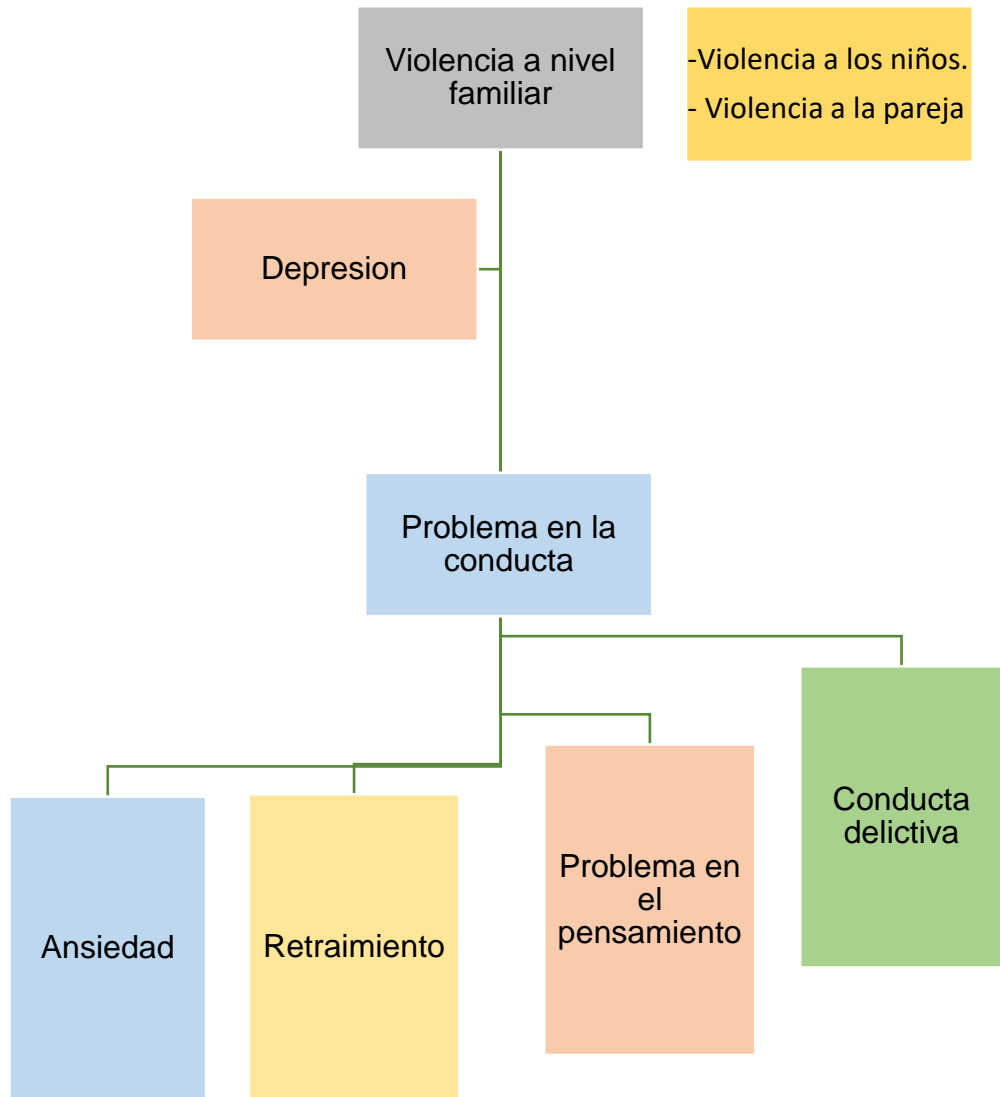 Violencia a nivel
familiar
-Violencia a los niños.
- Violencia a la pareja
Depresion
Problema en la
conducta
Ansiedad
Retraimiento
Problema en
el
pensamiento
Conducta
delictiva